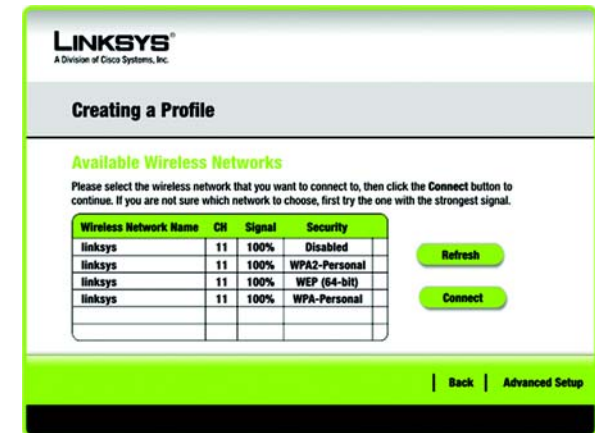 LINKSYS®
A Division of Cisco Systems, Inc.
Creating a Profile
Available Wireless Networks
Please select the wireless network that you want to connect to, then click the Connect button to
continue. If you are not sure which network to choose, first try the one with the strongest signal.
Wireless Network Name CH Signal Security
linksys 11 100% Disabled
linksys 11 100% WPA2-Personal
linksys 11 100% WEP (64-bit)
linksys 11 100% WPA-Personal
Refresh
Connect
Back Advanced Setup